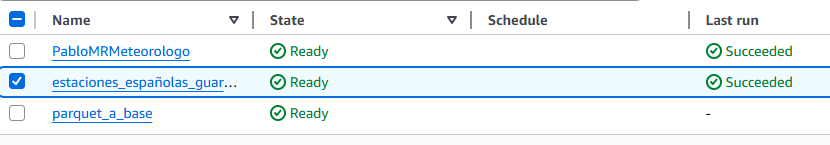 Name State Schedule Last run
PabloMRMeteorologo Ready Succeeded
estaciones_españolas_guar... Ready Succeeded
parquet_a_base Ready -